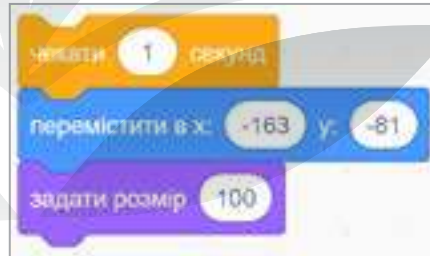 чекати 1 секунд
перемістити в x: -163 y: -81
задати розмір 100